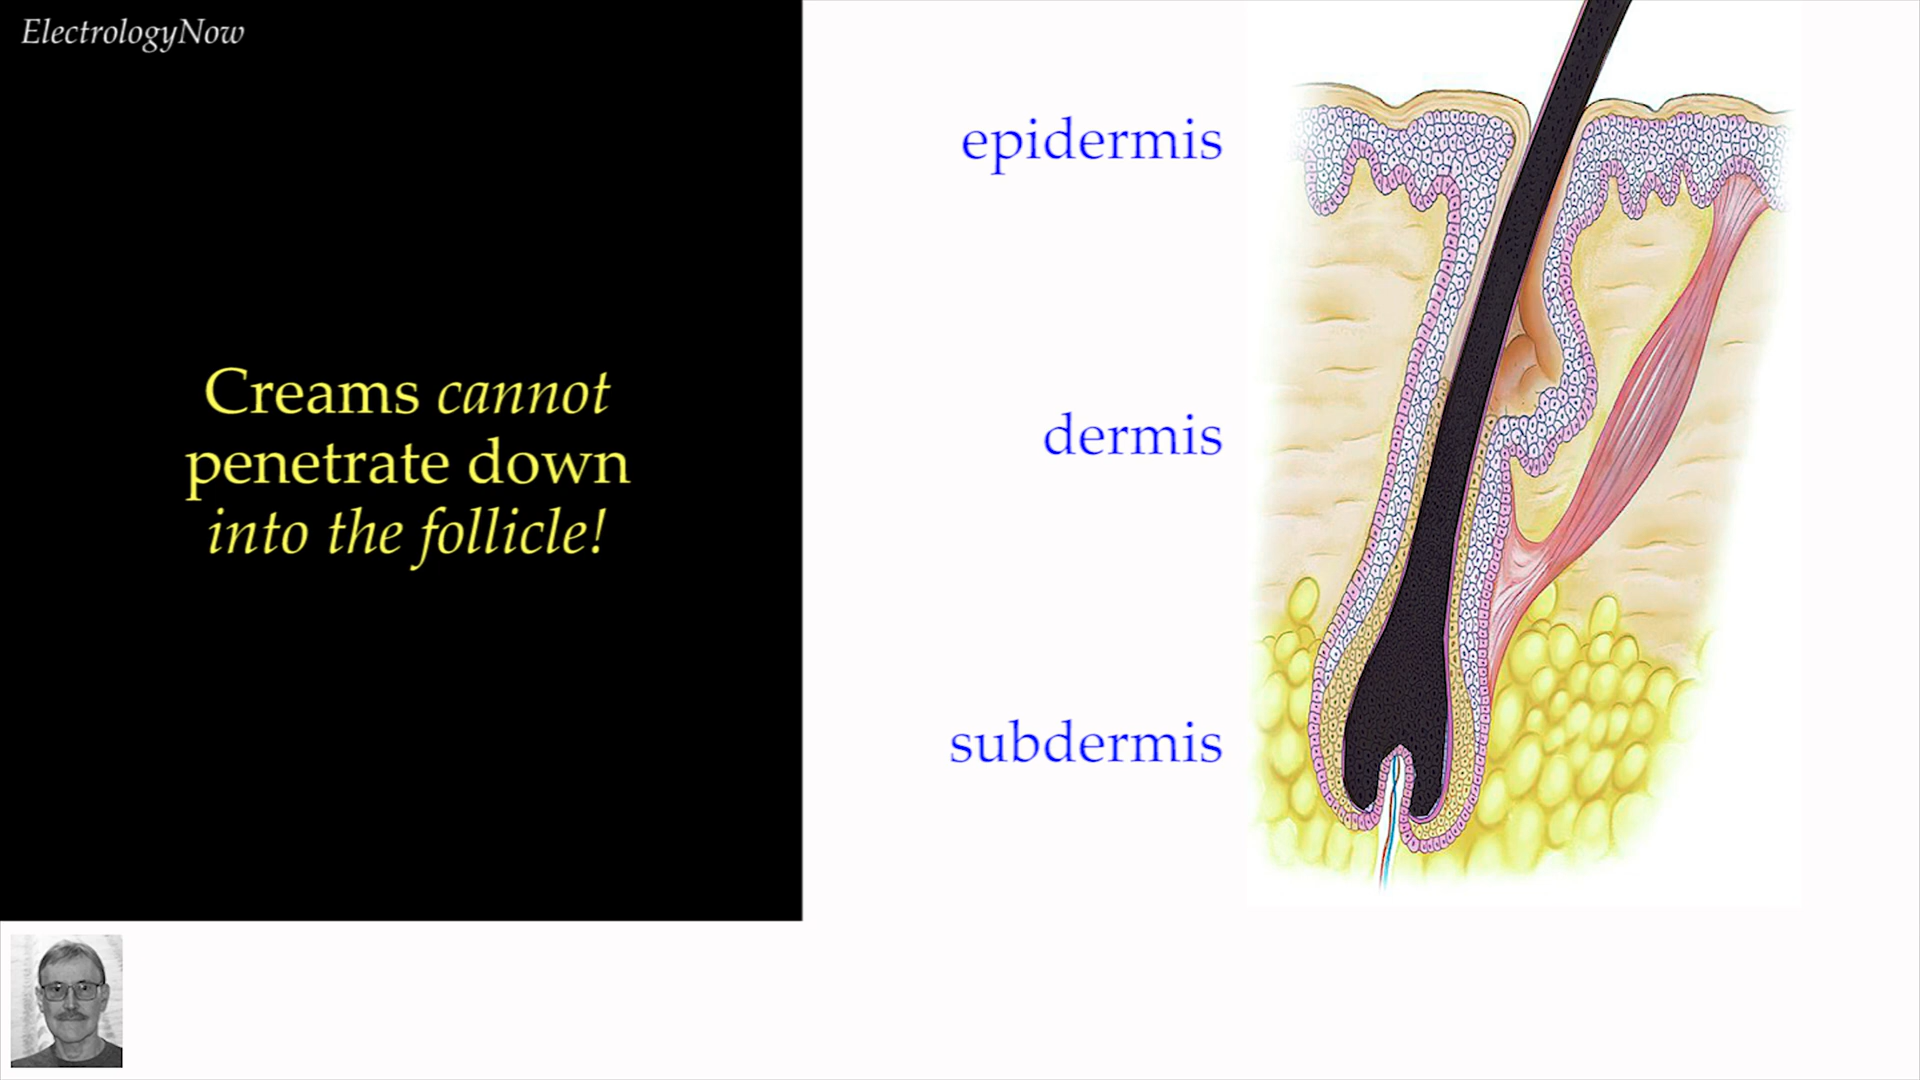 ElectrologyNow
Creams cannot
penetrate down
into the follicle!
epidermis
dermis
subdermis